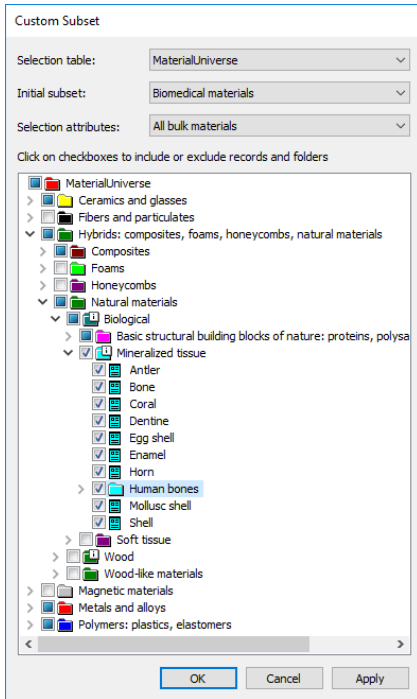 Custom Subset
Selection table: MaterialUniverse
Initial subset: Biomedical materials
Selection attributes: All bulk materials
Click on checkboxes to include or exclude records and folders
MaterialUniverse
Ceramics and glasses
Fibers and particulates
Hybrids: composites, foams, honeycombs, natural materials
Composites
Foams
Honeycombs
Natural materials
Biological
Basic structural building blocks of nature: proteins, polysa
Mineralized tissue
Antler
Bone
Coral
Dentine
Egg shell
Enamel
Horn
Human bones
Mollusc shell
Shell
Soft tissue
Wood
Wood-like materials
Magnetic materials
Metals and alloys
Polymers: plastics, elastomers
OK Cancel Apply